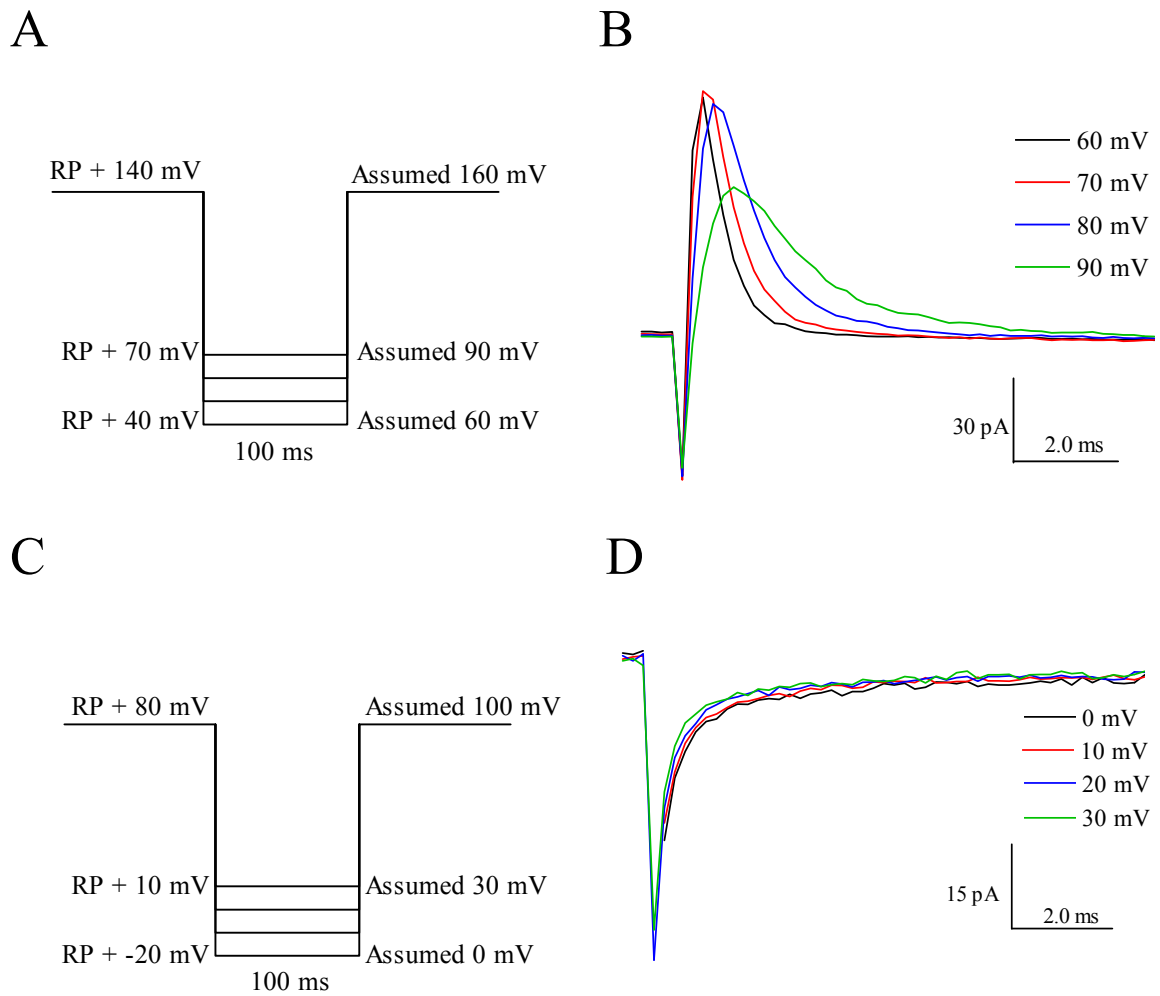 A
RP + 140 mV
Assumed 160 mV
RP + 70 mV
Assumed 90 mV
RP + 40 mV
Assumed 60 mV
100 ms
B
60 mV
70 mV
80 mV
90 mV
30 pA
2.0 ms
C
RP + 80 mV
Assumed 100 mV
RP + 10 mV
Assumed 30 mV
RP + -20 mV
Assumed 0 mV
100 ms
D
0 mV
10 mV
20 mV
30 mV
15 pA
2.0 ms